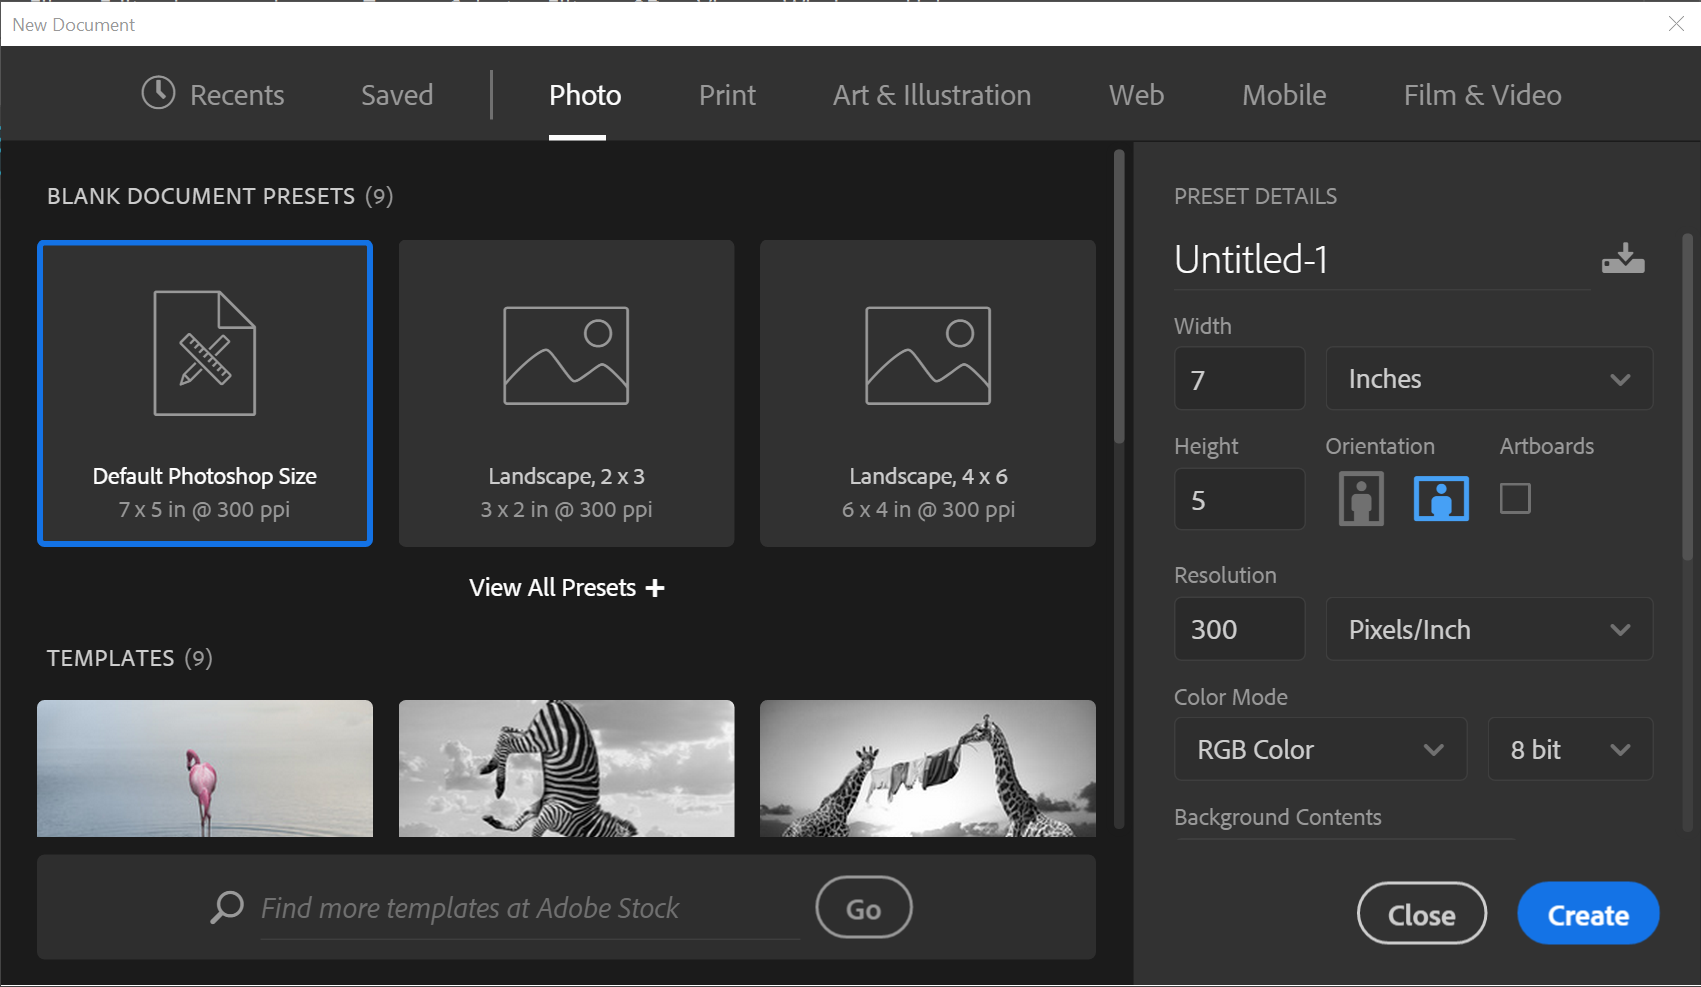 New Document
Recents Saved Photo Print Art & Illustration Web Mobile Film & Video
BLANK DOCUMENT PRESETS (9)
Default Photoshop Size
7 x 5 in @ 300 ppi
Landscape, 2 x 3
3 x 2 in @ 300 ppi
Landscape, 4 x 6
6 x 4 in @ 300 ppi
View All Presets +
TEMPLATES (9)
Find more templates at Adobe Stock
Go
PRESET DETAILS
Untitled-1
Width
7 Inches
Height Orientation Artboards
5
Resolution
300 Pixels/Inch
Color Mode
RGB Color 8 bit
Background Contents
Close Create